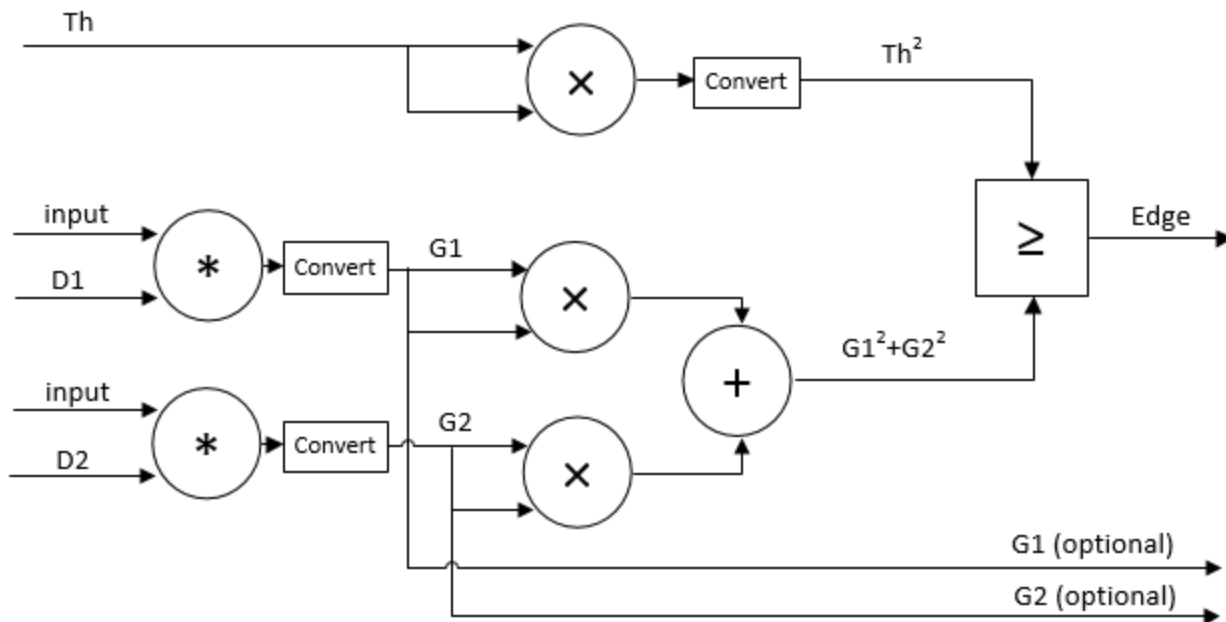 Th
×
Convert
Th²
input
D1
*
Convert
G1
×
≥
Edge
+
G1²+G2²
input
D2
*
Convert
G2
×
G1 (optional)
G2 (optional)